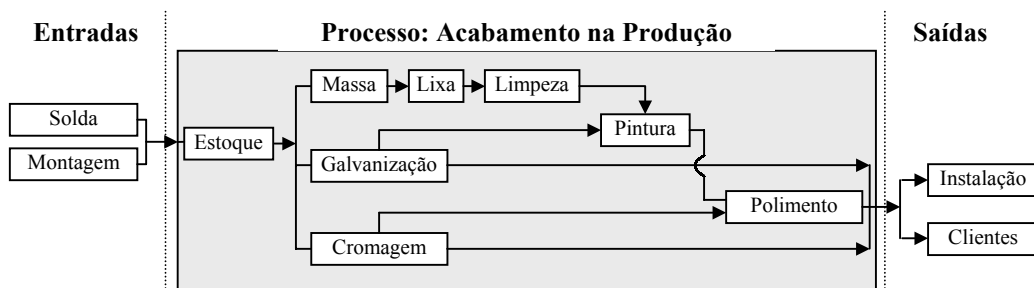 Entradas
Processo: Acabamento na Produção
Saídas
Massa
Lixa
Limpeza
Solda
Pintura
Estoque
Montagem
Galvanização
Instalação
Polimento
Cromagem
Clientes